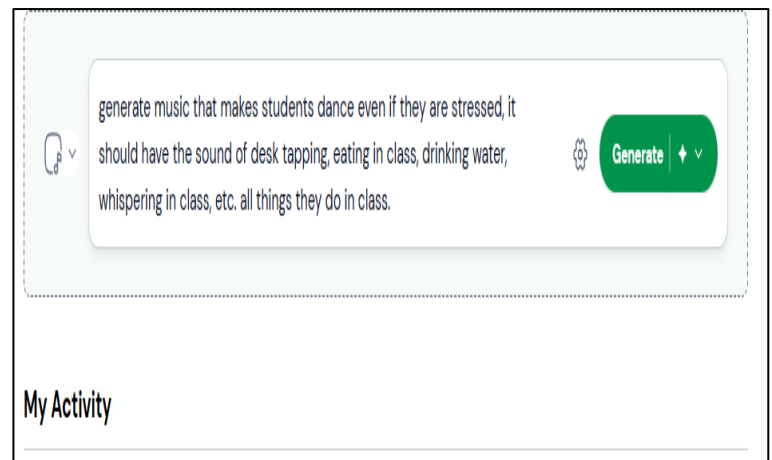 generate music that makes students dance even if they are stressed, it
should have the sound of desk tapping, eating in class, drinking water,
whispering in class, etc. all things they do in class.
Generate
My Activity